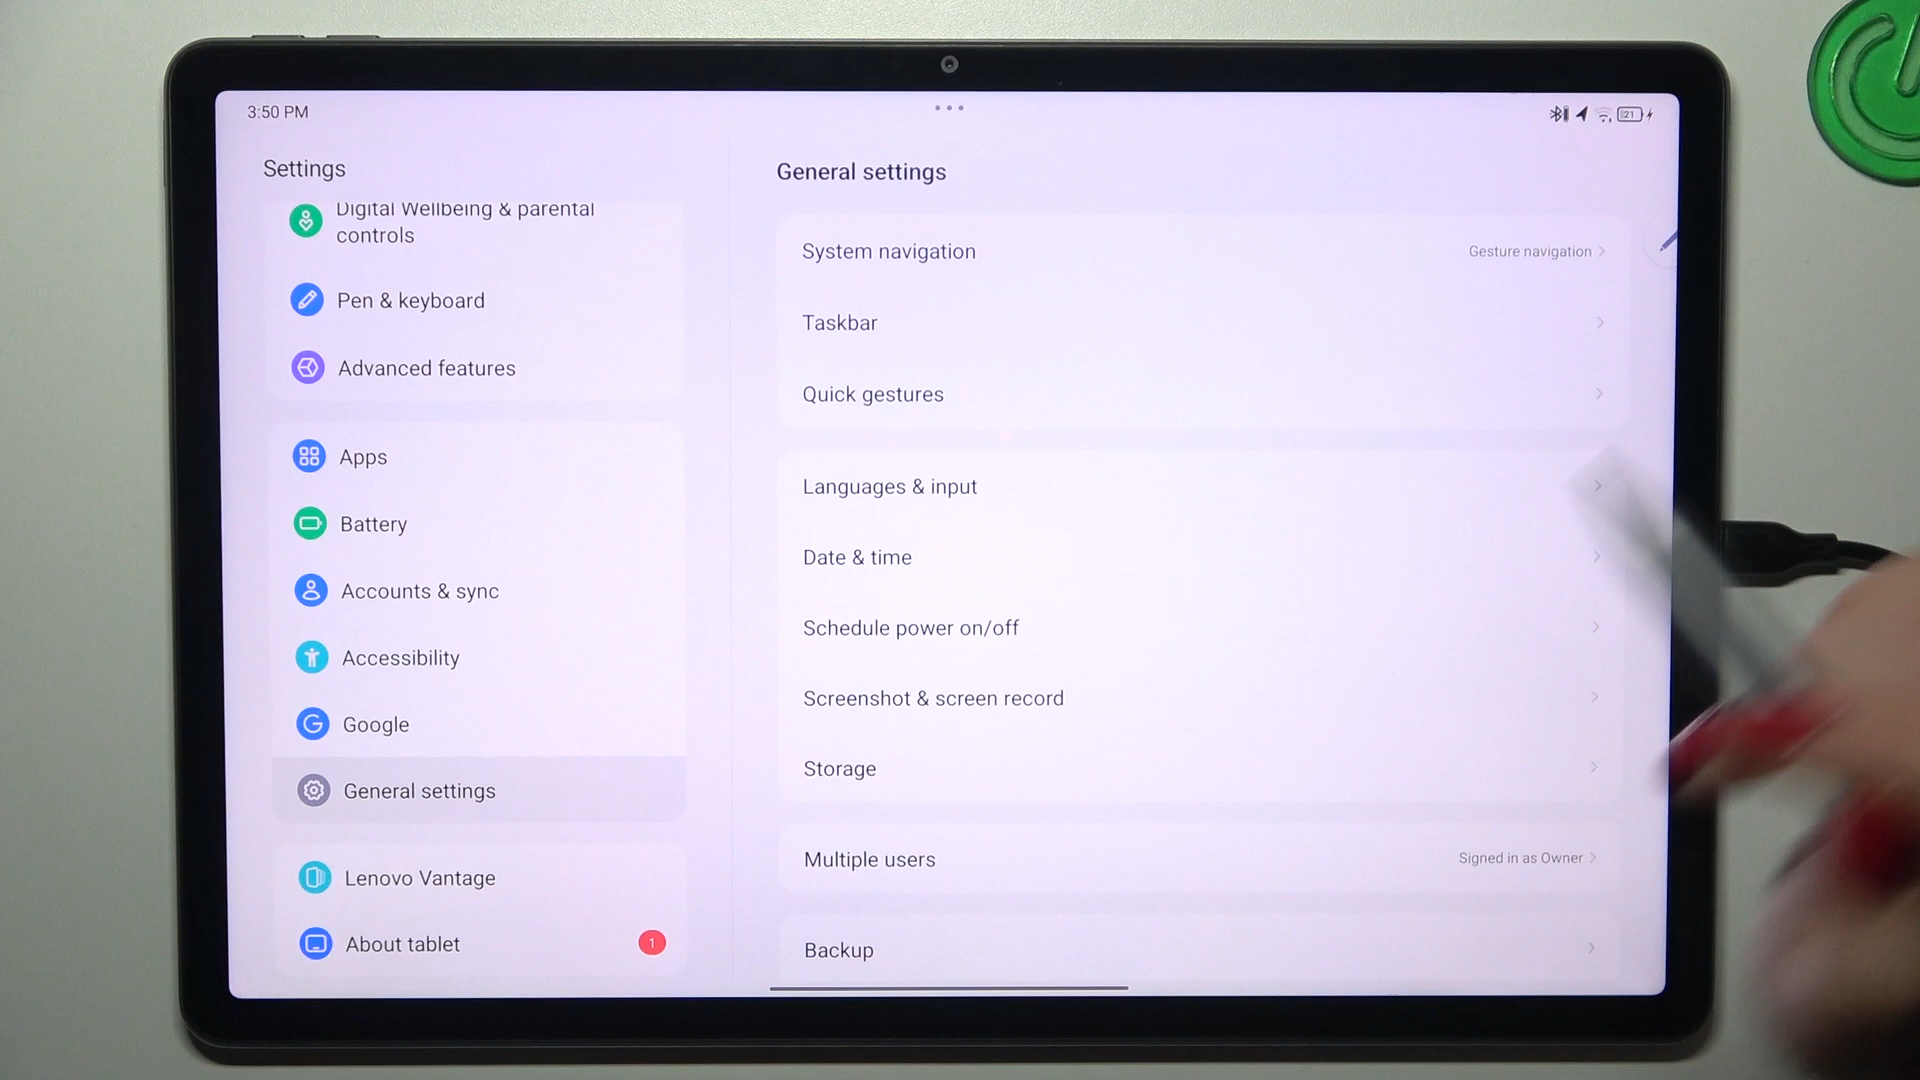 3:50 PM
21
Settings
Digital Wellbeing & parental
controls
Pen & keyboard
Advanced features
Apps
Battery
Accounts & sync
Accessibility
Google
General settings
Lenovo Vantage
About tablet 1
General settings
System navigation Gesture navigation
Taskbar
Quick gestures
Languages & input
Date & time
Schedule power on/off
Screenshot & screen record
Storage
Multiple users Signed in as Owner
Backup